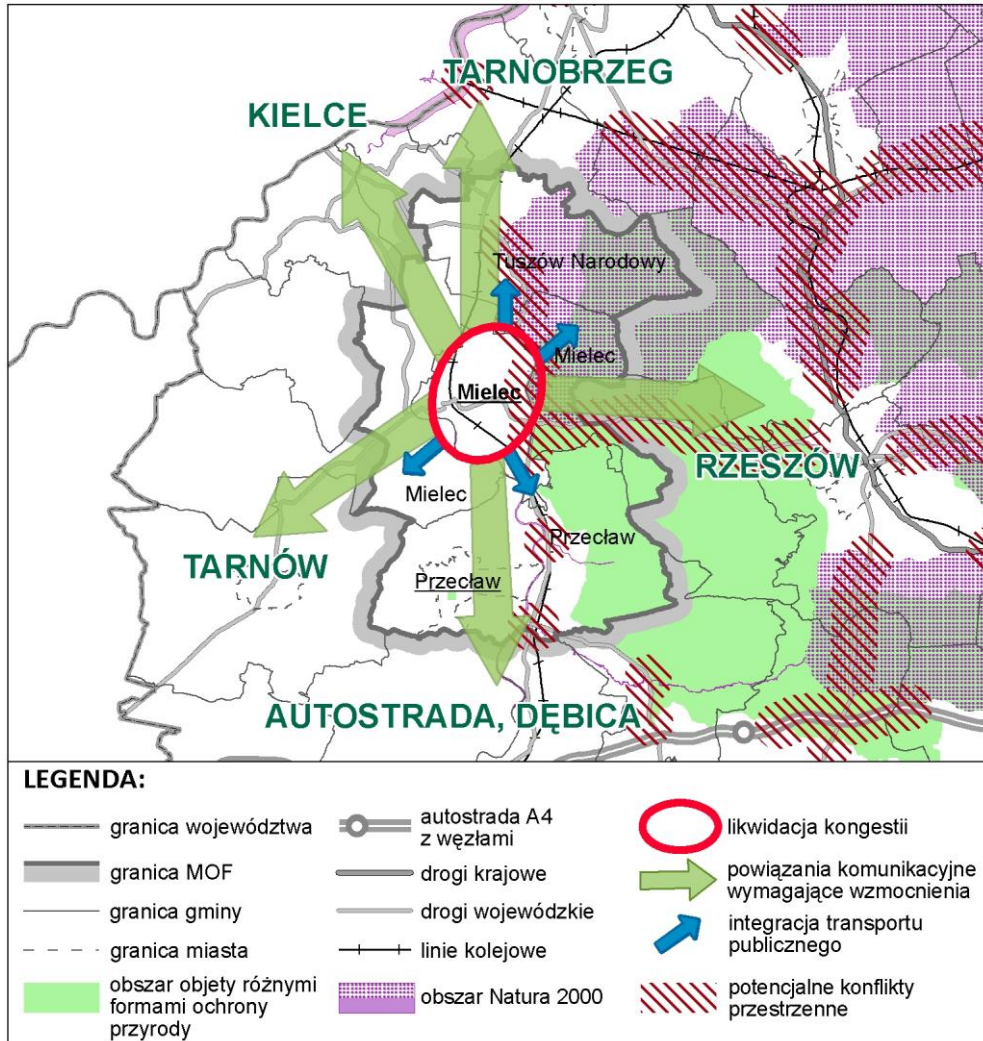 TARNOBRZEG
KIELCE
Tuszów Narodowy
Mielec
Mielec
RZESZÓW
Mielec
Przecław
TARNÓW
Przecław
AUTOSTRADA, DĘBICA
LEGENDA:
granica województwa
granica MOF
granica gminy
granica miasta
obszar objęty różnymi
formami ochrony
przyrody
autostrada A4
z węzłami
drogi krajowe
drogi wojewódzkie
linie kolejowe
obszar Natura 2000
likwidacja kongestii
powiązania komunikacyjne
wymagające wzmocnienia
integracja transportu
publicznego
potencjalne konflikty
przestrzenne